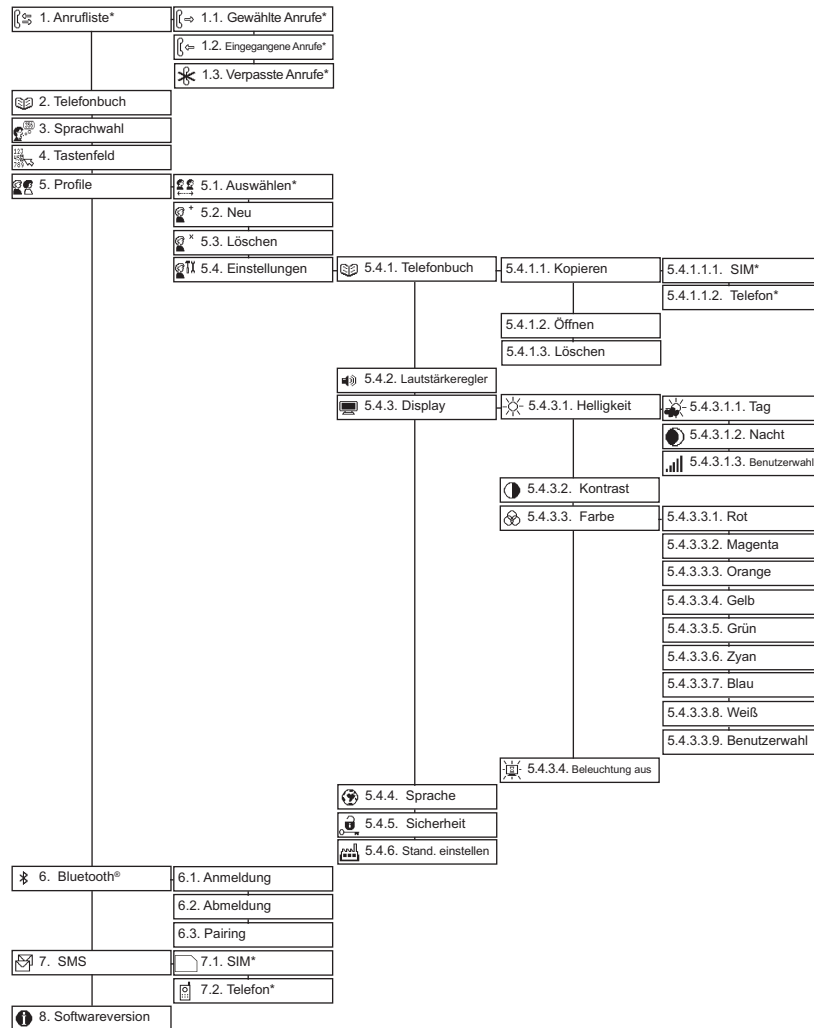 1. Anrufliste*
1.1. Gewählte Anrufe*
1.2. Eingegangene Anrufe*
1.3. Verpasste Anrufe*
2. Telefonbuch
3. Sprachwahl
4. Tastenfeld
5. Profile
5.1. Auswählen*
5.2. Neu
5.3. Löschen
5.4. Einstellungen
5.4.1. Telefonbuch
5.4.1.1. Kopieren
5.4.1.1.1. SIM*
5.4.1.1.2. Telefon*
5.4.1.2. Öffnen
5.4.1.3. Löschen
5.4.2. Lautstärkeregler
5.4.3. Display
5.4.3.1. Helligkeit
5.4.3.1.1. Tag
5.4.3.1.2. Nacht
5.4.3.1.3. Benutzerwahl
5.4.3.2. Kontrast
5.4.3.3. Farbe
5.4.3.3.1. Rot
5.4.3.3.2. Magenta
5.4.3.3.3. Orange
5.4.3.3.4. Gelb
5.4.3.3.5. Grün
5.4.3.3.6. Zyan
5.4.3.3.7. Blau
5.4.3.3.8. Weiß
5.4.3.3.9. Benutzerwahl
5.4.3.4. Beleuchtung aus
5.4.4. Sprache
5.4.5. Sicherheit
5.4.6. Stand. einstellen
6. Bluetooth®
6.1. Anmeldung
6.2. Abmeldung
6.3. Pairing
7. SMS
7.1. SIM*
7.2. Telefon*
8. Softwareversion